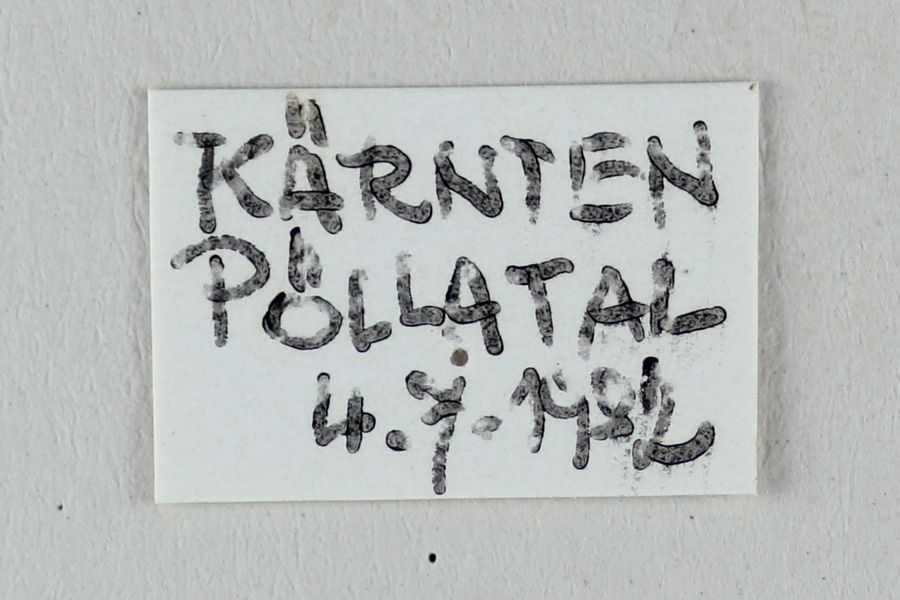 KÄRNTEN
PÖLLATAL
4.7.1982